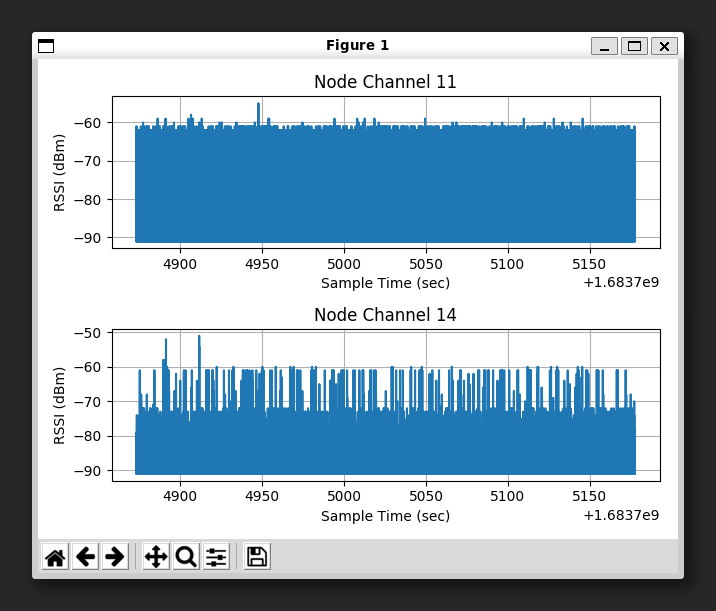 Figure 1
Node Channel 11
RSSI (dBm)
−60
−70
−80
−90
4900 4950 5000 5050 5100 5150
Sample Time (sec)
+1.6837e9
Node Channel 14
RSSI (dBm)
−50
−60
−70
−80
−90
4900 4950 5000 5050 5100 5150
Sample Time (sec)
+1.6837e9